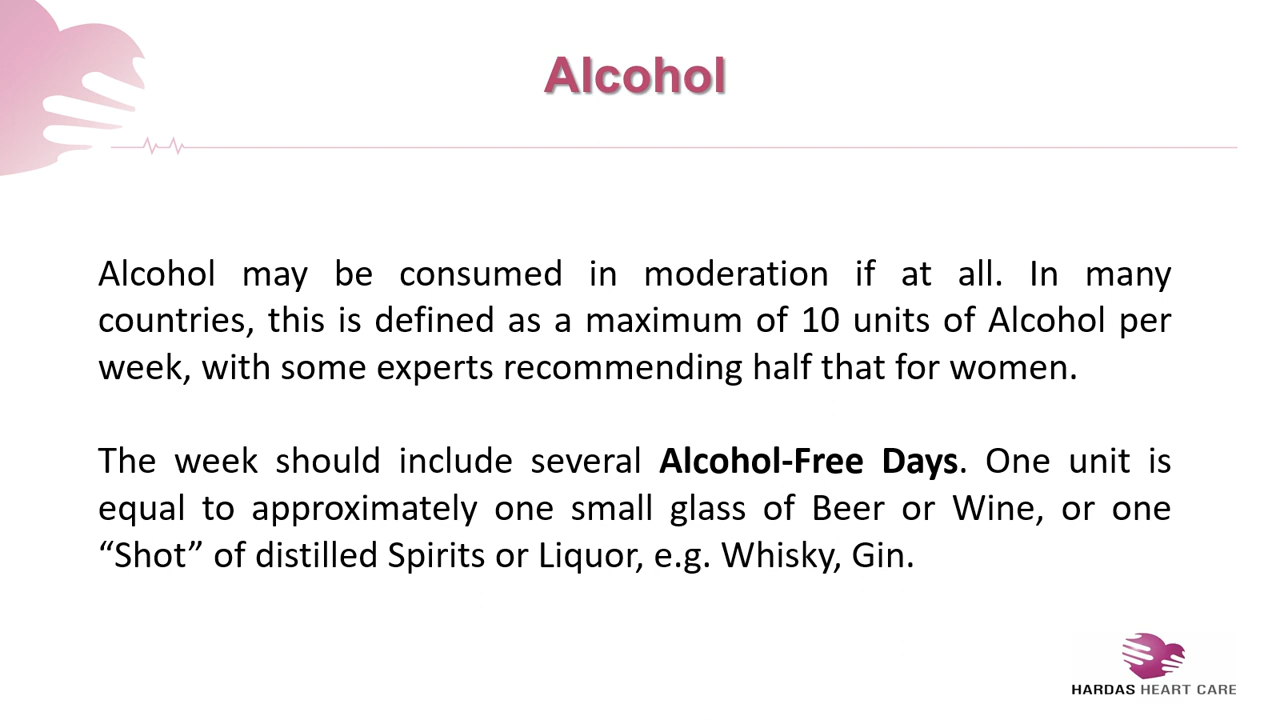 Alcohol
Alcohol may be consumed in moderation if at all. In many
countries, this is defined as a maximum of 10 units of Alcohol per
week, with some experts recommending half that for women.
The week should include several Alcohol-Free Days. One unit is
equal to approximately one small glass of Beer or Wine, or one
“Shot” of distilled Spirits or Liquor, e.g. Whisky, Gin.
HARDAS HEART CARE